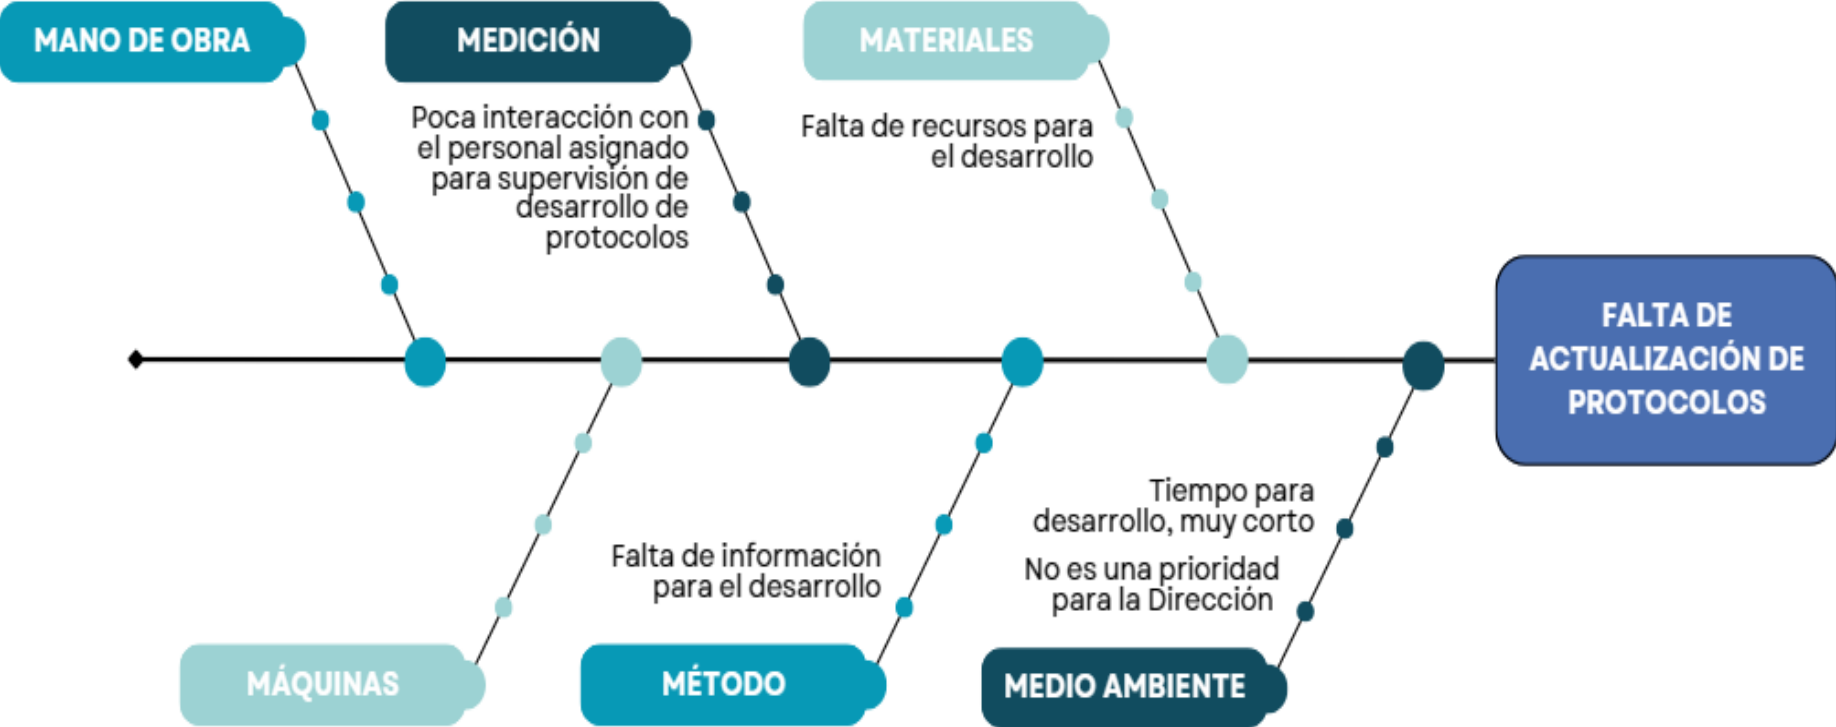 MANO DE OBRA
MEDICIÓN
MATERIALES
Poca interacción con
el personal asignado
para supervisión de
desarrollo de
protocolos
Falta de recursos para
el desarrollo
FALTA DE
ACTUALIZACIÓN DE
PROTOCOLOS
Falta de información
para el desarrollo
Tiempo para
desarrollo, muy corto
No es una prioridad
para la Dirección
MÁQUINAS
MÉTODO
MEDIO AMBIENTE